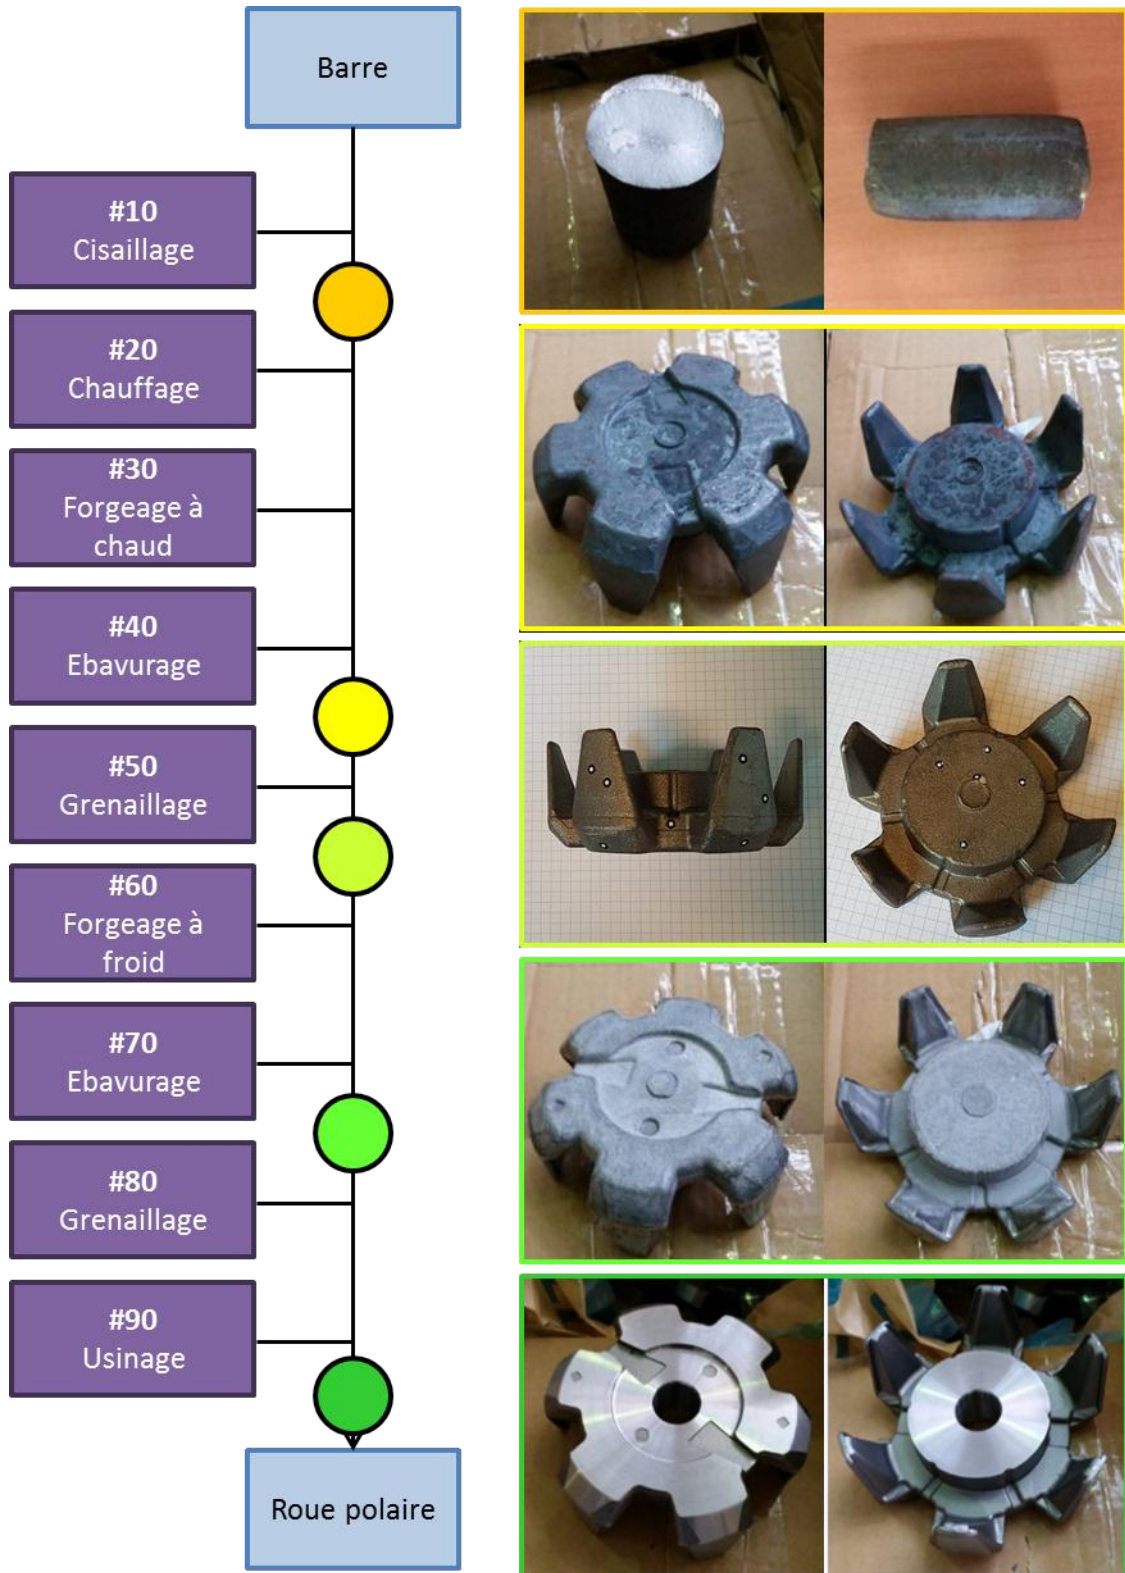 Barre
#10
Cisaillage
#20
Chauffage
#30
Forgeage à
chaud
#40
Ebavurage
#50
Grenaillage
#60
Forgeage à
froid
#70
Ebavurage
#80
Grenaillage
#90
Usinage
Roue polaire